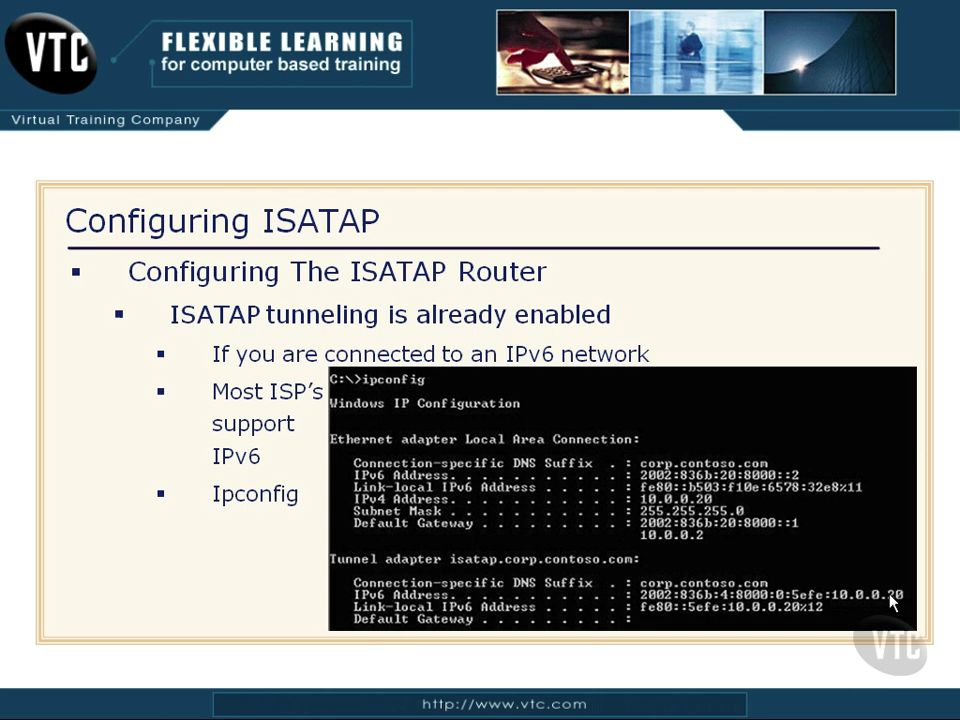 VTC
FLEXIBLE LEARNING
for computer based training
Virtual Training Company
Configuring ISATAP
Configuring The ISATAP Router
ISATAP tunneling is already enabled
If you are connected to an IPv6 network
Most ISP's
support
IPv6
Ipconfig
C:\>ipconfig
Windows IP Configuration
Ethernet adapter Local Area Connection:
Connection-specific DNS Suffix . : corp.contoso.com
IPv6 Address. . . . . . . . . . . : 2002:836b:20:8000::2
Link-local IPv6 Address . . . . . : fe80::b503:f10e:6578:32e8%11
IPv4 Address. . . . . . . . . . . : 10.0.0.20
Subnet Mask . . . . . . . . . . . : 255.255.255.0
Default Gateway . . . . . . . . . : 2002:836b:20:8000::1
10.0.0.2
Tunnel adapter isatap.corp.contoso.com:
Connection-specific DNS Suffix . : corp.contoso.com
IPv6 Address. . . . . . . . . . . : 2002:836b:4:8000:0:5efe:10.0.0.20
Link-local IPv6 Address . . . . . : fe80::5efe:10.0.0.20%12
Default Gateway . . . . . . . . . :
VTC
http://www.vtc.com